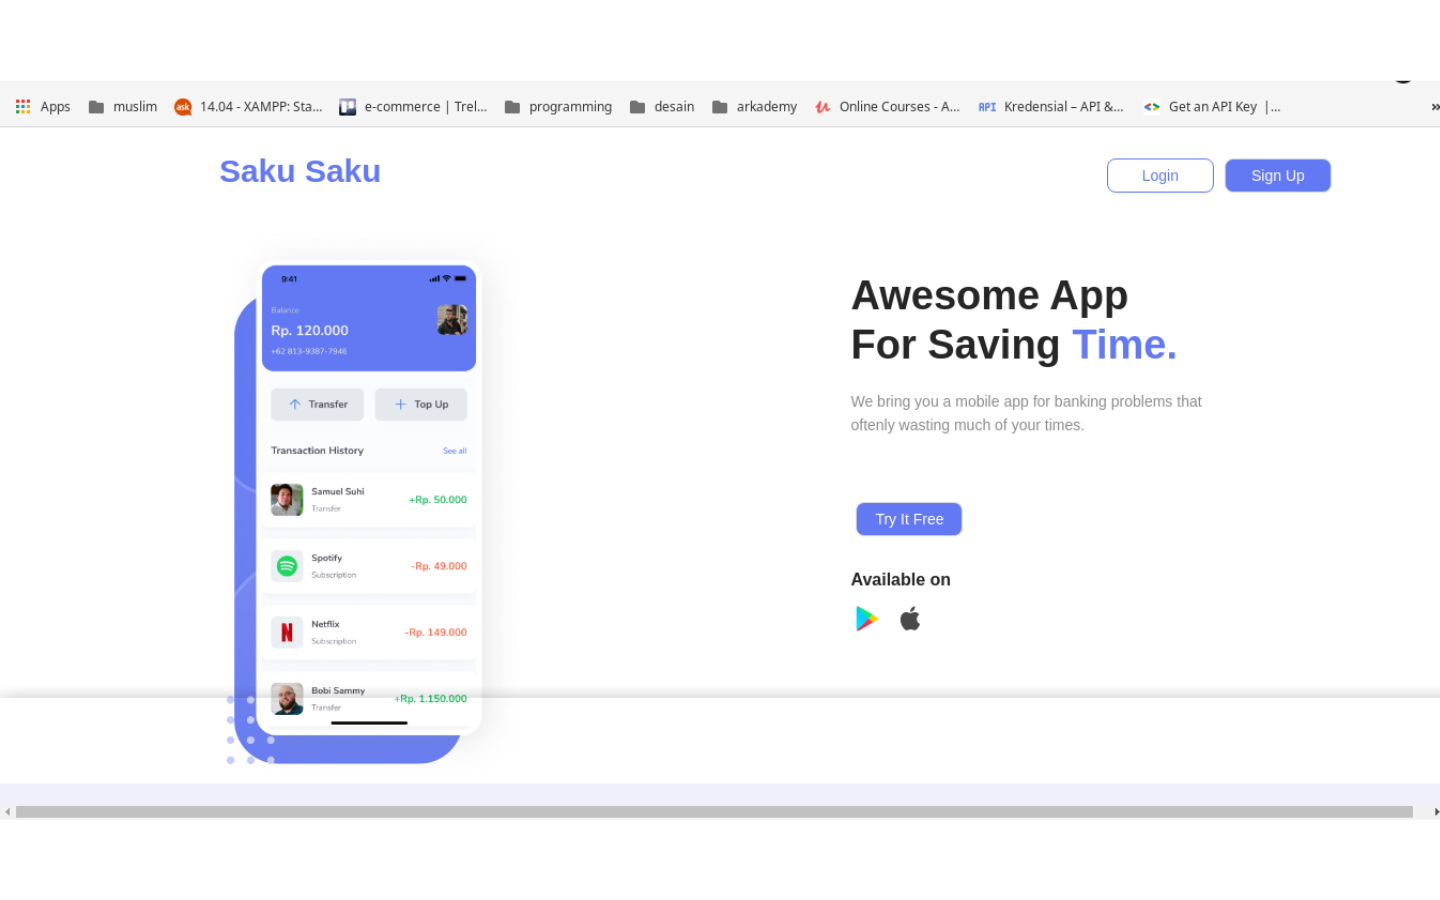 Apps muslim 14.04 - XAMPP: Sta... e-commerce | Trel... programming desain arkademy Online Courses - A... API Kredensial – API &... Get an API Key |... »
Saku Saku
Login Sign Up
9:41
Balance
Rp. 120.000
+62 813-9387-7946
Transfer Top Up
Transaction History See all
Samuel Suhi
Transfer
+Rp. 50.000
Spotify
Subscription
-Rp. 49.000
Netflix
Subscription
-Rp. 149.000
Bobi Sammy
Transfer
+Rp. 1.150.000
Awesome App
For Saving Time.
We bring you a mobile app for banking problems that
oftenly wasting much of your times.
Try It Free
Available on